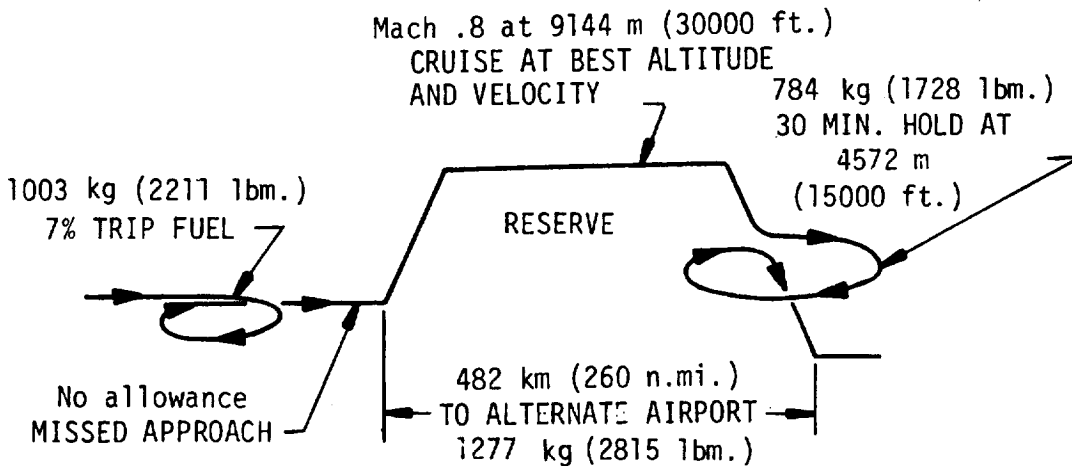 Mach .8 at 9144 m (30000 ft.)
CRUISE AT BEST ALTITUDE
AND VELOCITY
784 kg (1728 lbm.)
30 MIN. HOLD AT
4572 m
(15000 ft.)
1003 kg (2211 lbm.)
7% TRIP FUEL
RESERVE
No allowance
MISSED APPROACH
482 km (260 n.mi.)
TO ALTERNATE AIRPORT
1277 kg (2815 lbm.)